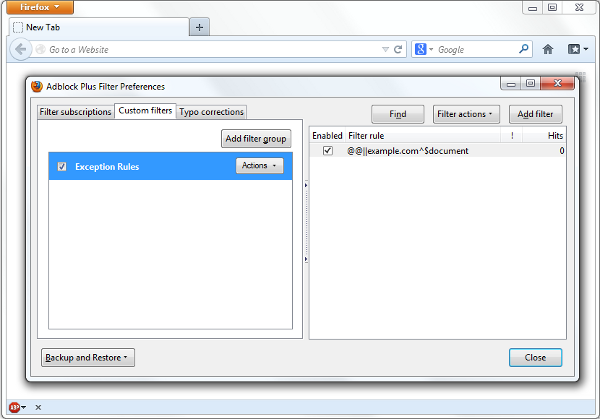 Firefox
New Tab
Go to a Website
Google
Adblock Plus Filter Preferences
Filter subscriptions
Custom filters
Typo corrections
Find
Filter actions
Add filter
Add filter group
Enabled
Filter rule
!
Hits
Exception Rules
Actions
@@||example.com^$document
0
Backup and Restore
Close
ABP